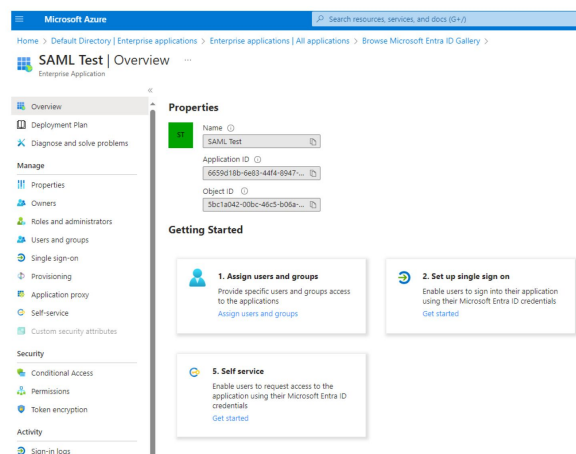 Microsoft Azure
Search resources, services, and docs (G+/)
Home > Default Directory | Enterprise applications > Enterprise applications | All applications > Browse Microsoft Entra ID Gallery >
SAML Test | Overview ...
Enterprise Application
«
Overview
Deployment Plan
Diagnose and solve problems
Manage
Properties
Owners
Roles and administrators
Users and groups
Single sign-on
Provisioning
Application proxy
Self-service
Custom security attributes
Security
Conditional Access
Permissions
Token encryption
Activity
Sign-in logs
Properties
ST
Name
SAML Test
Application ID
6659d18b-6e83-44f4-8947-...
Object ID
5bc1a042-00bc-46c5-b06a-...
Getting Started
1. Assign users and groups
Provide specific users and groups access
to the applications
Assign users and groups
2. Set up single sign on
Enable users to sign into their application
using their Microsoft Entra ID credentials
Get started
5. Self service
Enable users to request access to the
application using their Microsoft Entra ID
credentials
Get started